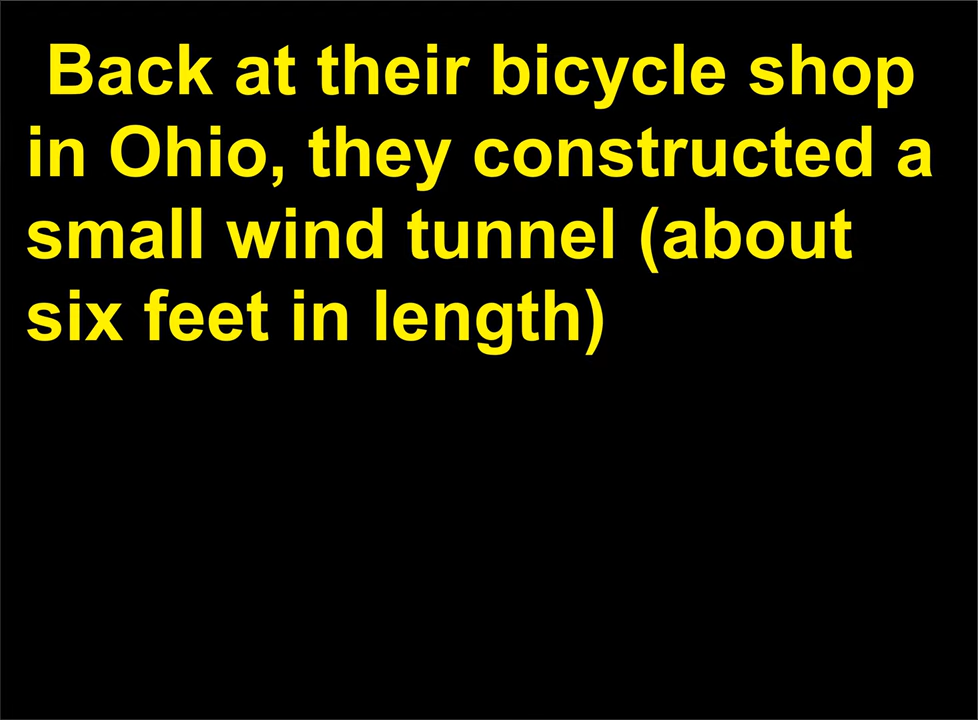 Back at their bicycle shop
in Ohio, they constructed a
small wind tunnel (about
six feet in length)